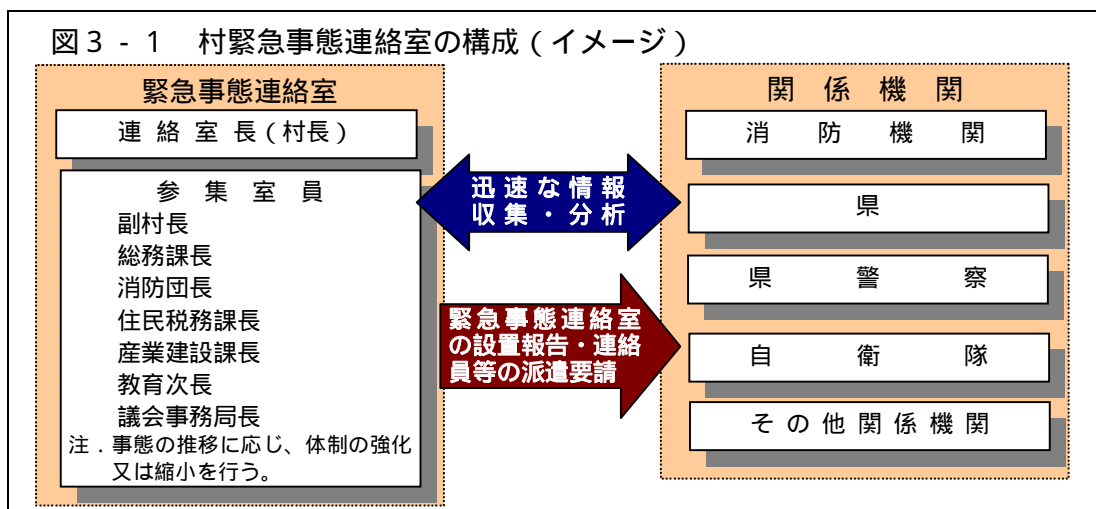 図３-１ 村緊急事態連絡室の構成（イメージ）
緊急事態連絡室
連絡室長（村長）
参集室員
副村長
総務課長
消防団長
住民税務課長
産業建設課長
教育次長
議会事務局長
注．事態の推移に応じ、体制の強化
又は縮小を行う。
迅速な情報
収集・分析
緊急事態連絡室
の設置報告・連絡
員等の派遣要請
関係機関
消防機関
県
県警察
自衛隊
その他関係機関